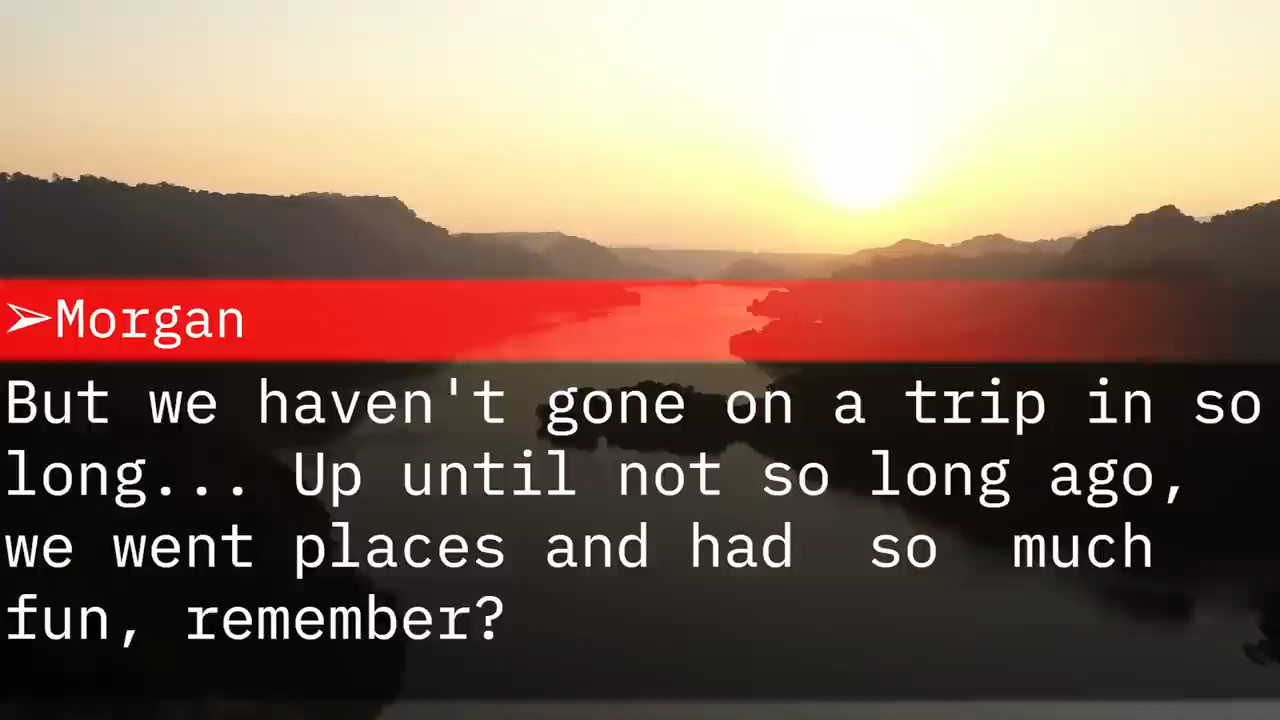 ➢Morgan
But we haven't gone on a trip in so
long... Up until not so long ago,
we went places and had  so  much
fun, remember?